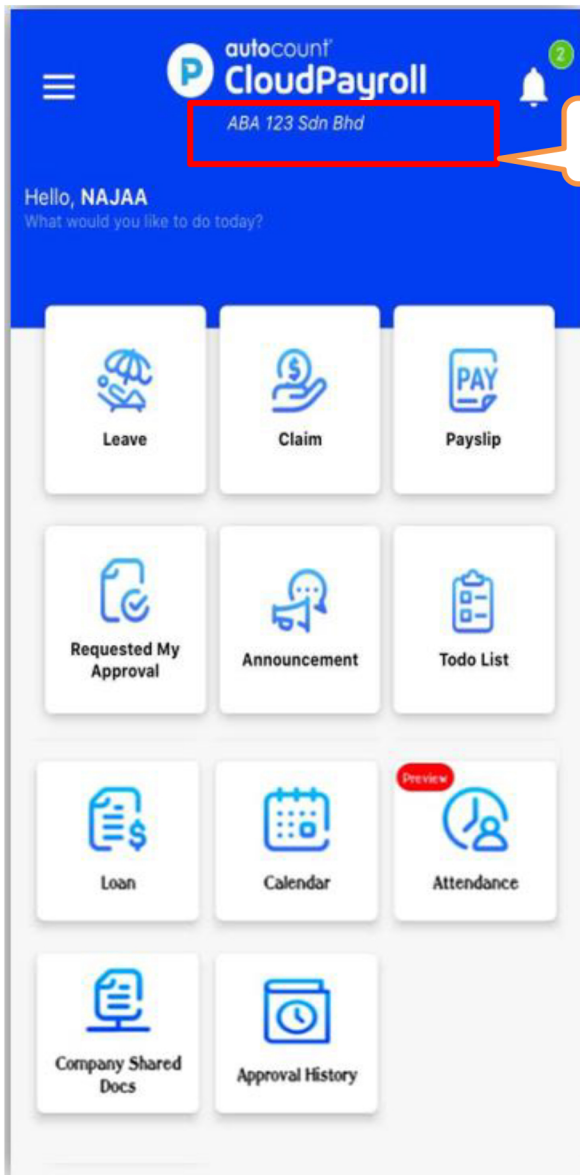 autocount
CloudPayroll
2
ABA 123 Sdn Bhd
Hello, NAJAA
What would you like to do today?
Leave
Claim
PAY
Payslip
Requested My
Approval
Announcement
Todo List
Loan
Calendar
Preview
Attendance
Company Shared
Docs
Approval History